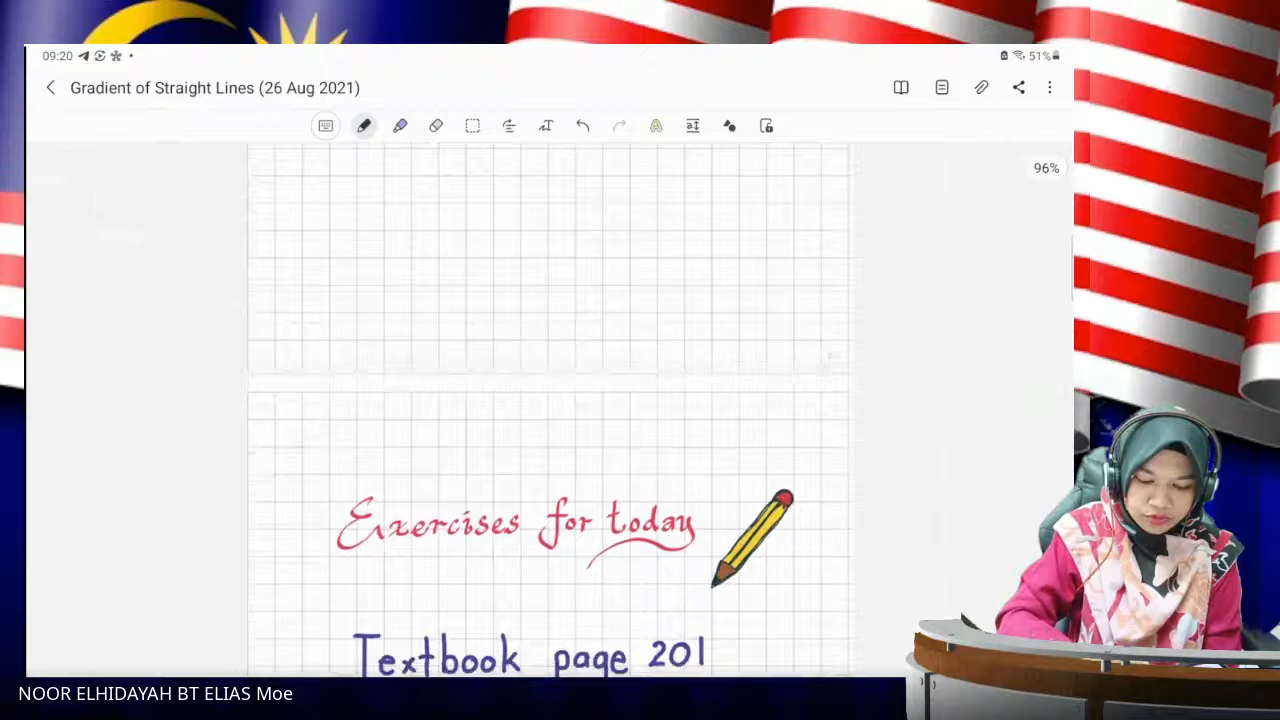 09:20
51%
Gradient of Straight Lines (26 Aug 2021)
96%
Exercises for today
Textbook page 201
NOOR ELHIDAYAH BT ELIAS Moe